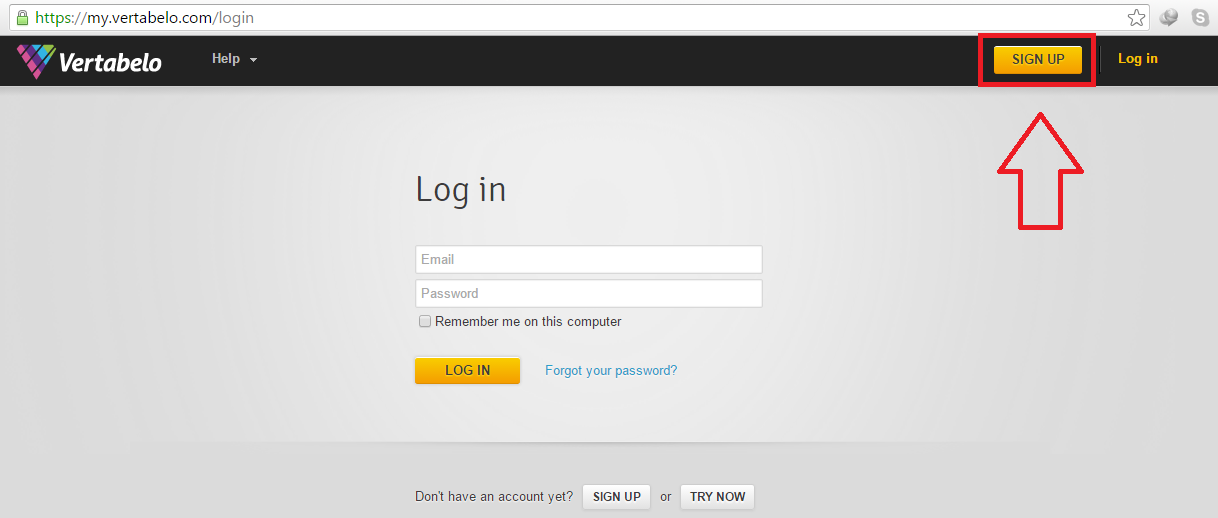 https://my.vertabelo.com/login
Vertabelo Help SIGN UP Log in
Log in
Email
Password
Remember me on this computer
LOG IN Forgot your password?
Don't have an account yet? SIGN UP or TRY NOW